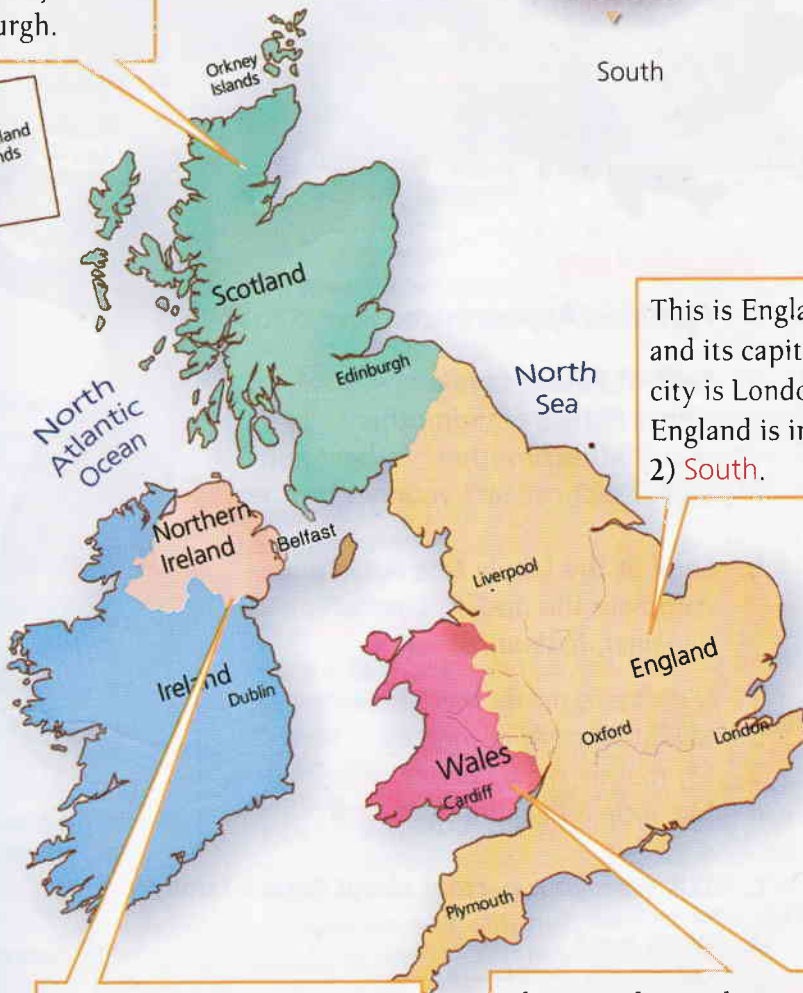 urgh.
South
Orkney
Islands
land
nds
Scotland
This is Engla
and its capit
city is Londo
England is in
2) South.
Edinburgh
North
Sea
North
Atlantic
Ocean
Northern
Ireland
Belfast
Liverpool
England
Ireland
Dublin
Oxford
London
Wales
Cardiff
Plymouth